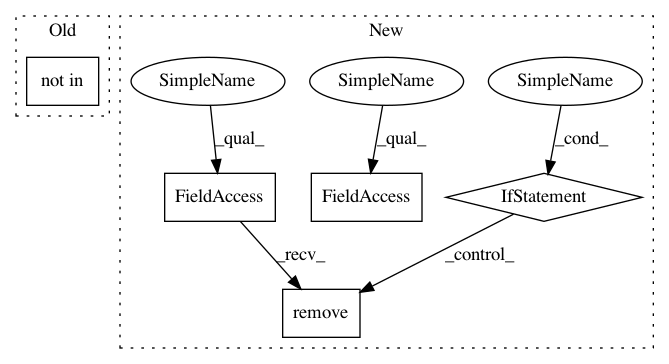 Old
New
not in
SimpleName
SimpleName
SimpleName
_qual_
_qual_
_cond_
FieldAccess
FieldAccess
IfStatement
_recv_
_control_
remove